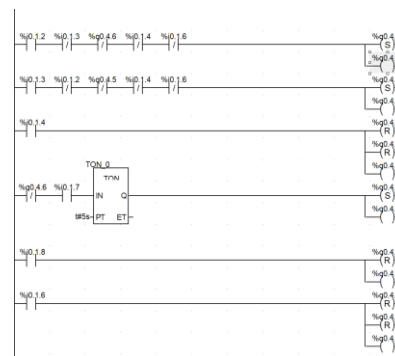 %i0.1.2 %i0.1.3 %q0.4.6 %i0.1.4 %i0.1.6 %q0.4
S
%q0.4
%i0.1.3 %i0.1.2 %q0.4.5 %i0.1.4 %i0.1.6 %q0.4
S
%q0.4
%i0.1.4 %q0.4
R
%q0.4
R
%q0.4
TON_0
TON
%q0.4.6 %i0.1.7 IN Q %q0.4
S
t#5s PT ET %q0.4
%i0.1.8 %q0.4
R
%q0.4
%i0.1.6 %q0.4
R
%q0.4
R
%q0.4